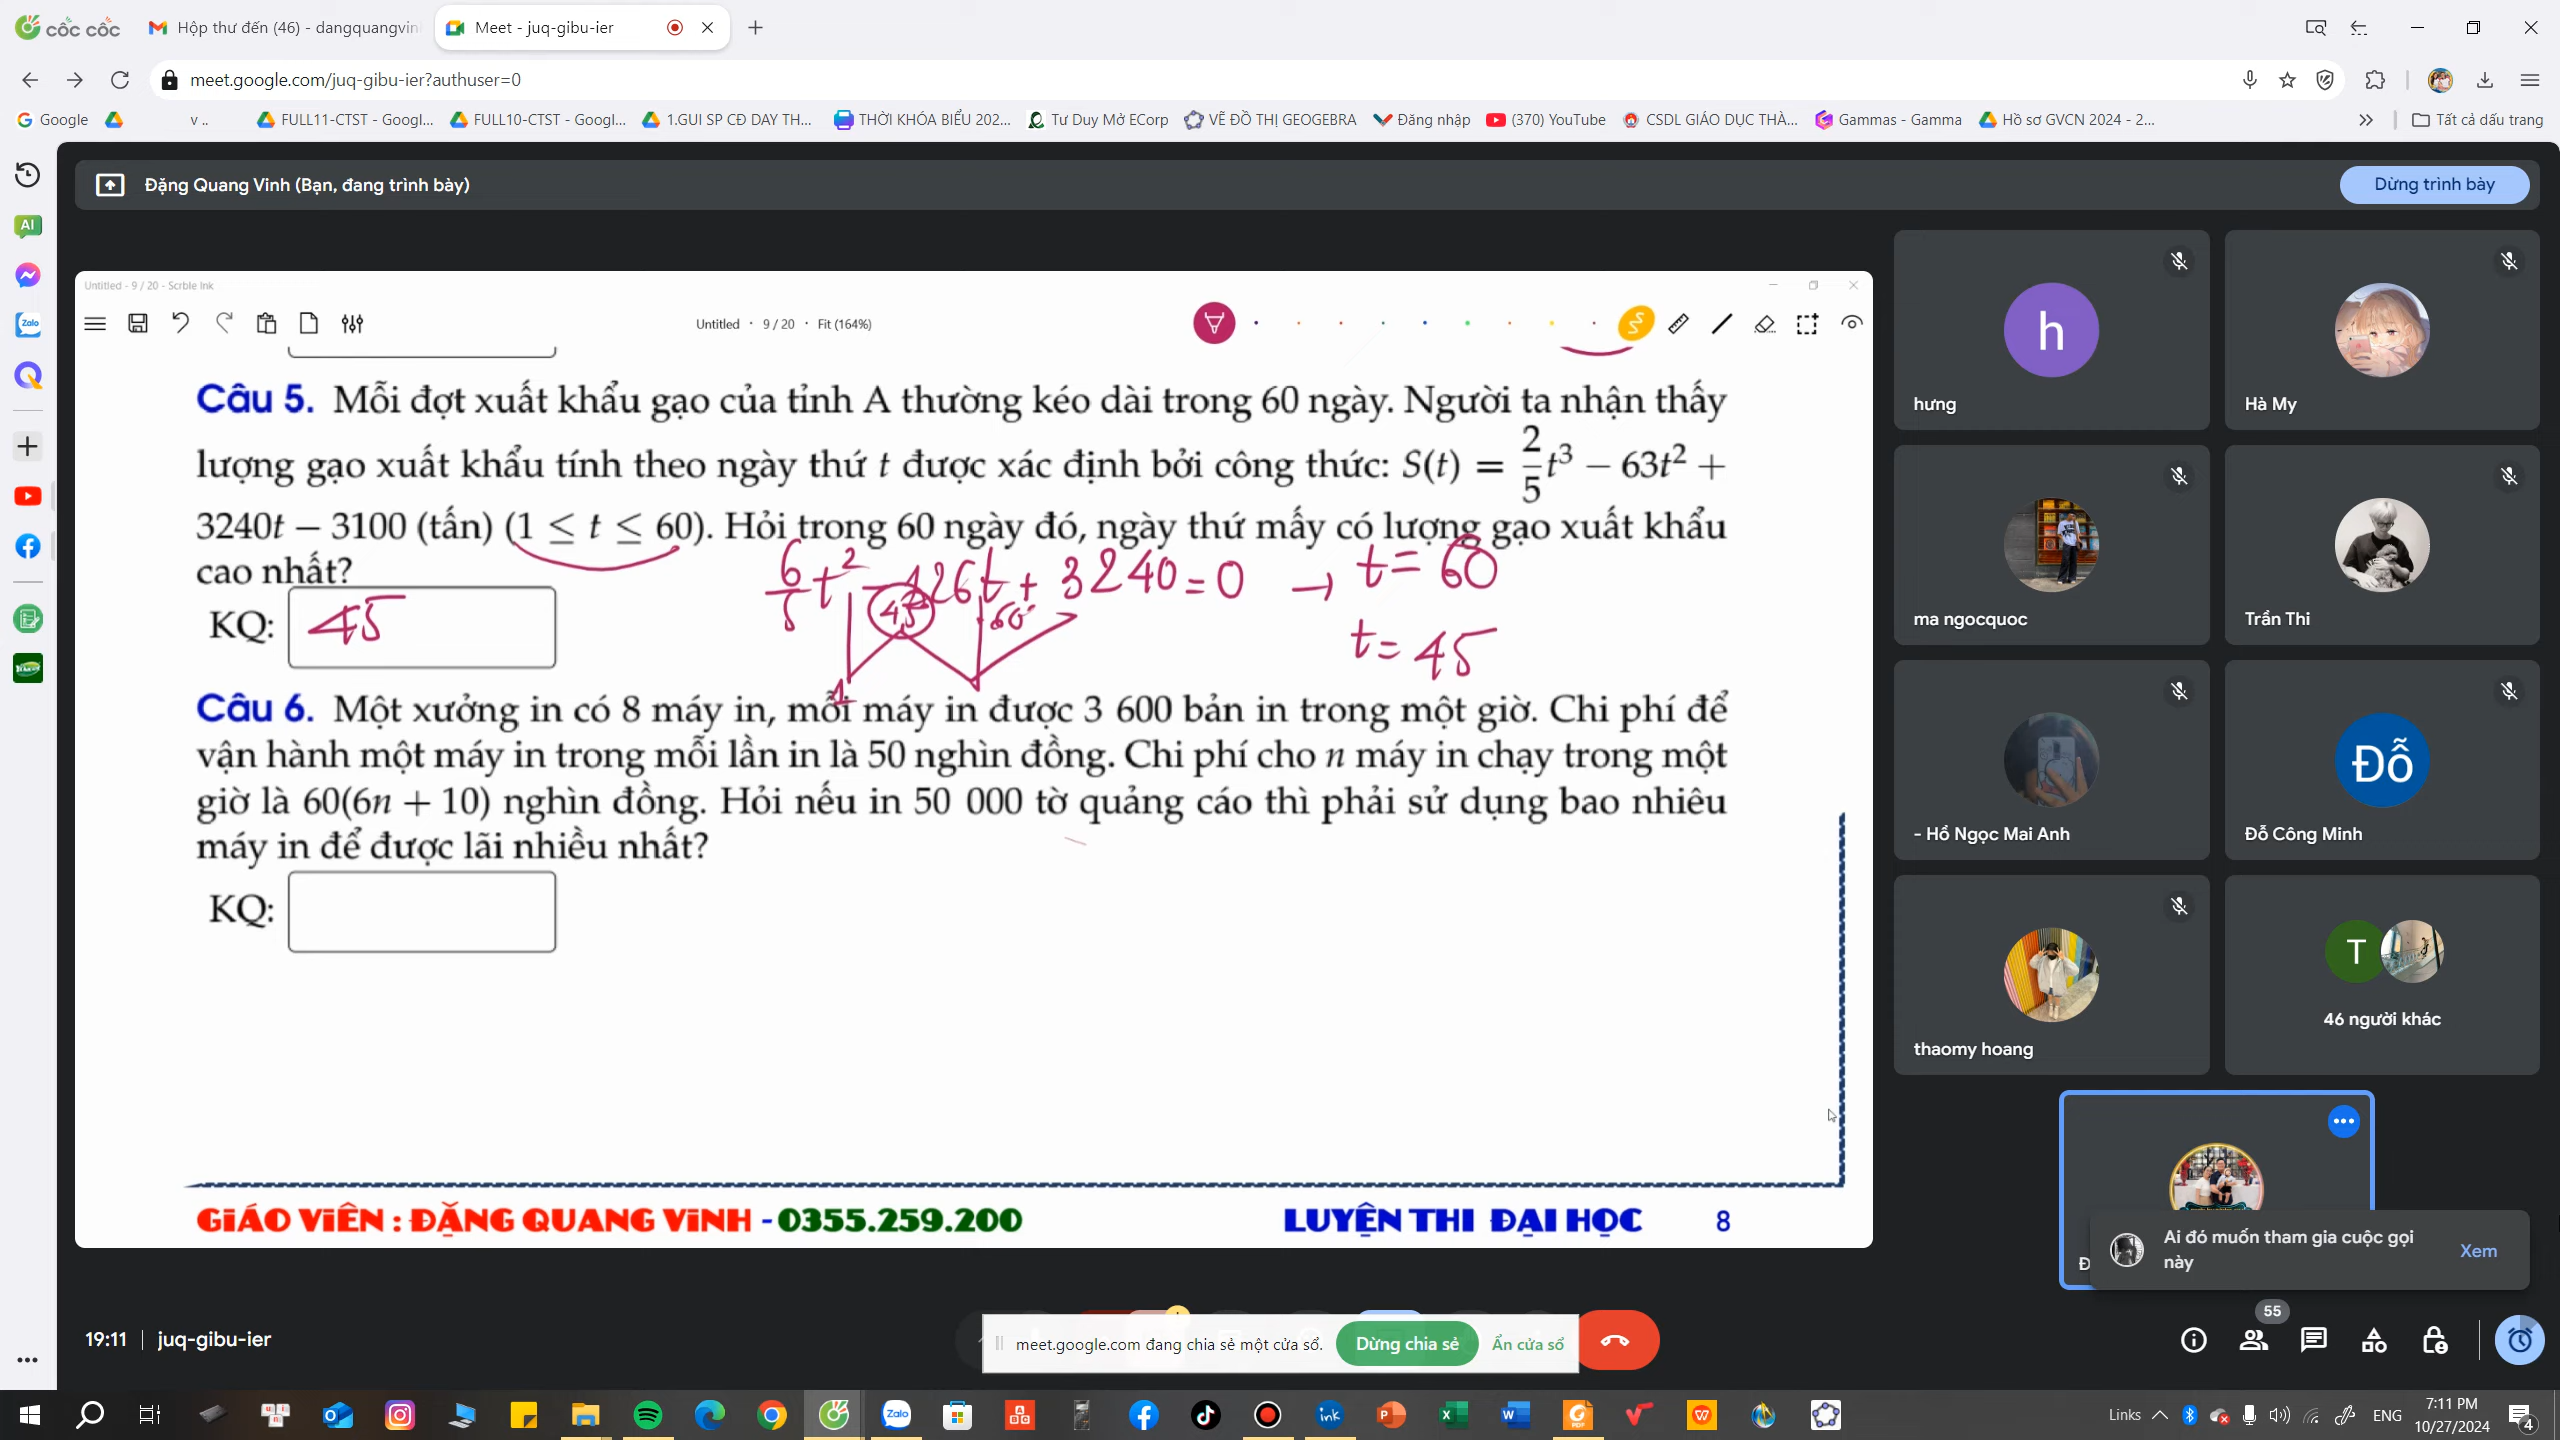 cốc cốc
Hộp thư đến (46) - dangquangvin
Meet - juq-gibu-ier
meet.google.com/juq-gibu-ier?authuser=0
Google
v ..
FULL11-CTST - Googl...
FULL10-CTST - Googl...
1.GUI SP CĐ DAY TH...
THỜI KHÓA BIỂU 202...
Tư Duy Mở ECorp
VẼ ĐỒ THỊ GEOGEBRA
Đăng nhập
(370) YouTube
CSDL GIÁO DỤC THÀ...
Gammas - Gamma
Hồ sơ GVCN 2024 - 2...
Tất cả dấu trang
AI
Zalo
Đặng Quang Vinh (Bạn, đang trình bày)
Dừng trình bày
Untitled - 9 / 20 - Scrble Ink
Untitled · 9 / 20 · Fit (164%)
Câu 5. Mỗi đợt xuất khẩu gạo của tỉnh A thường kéo dài trong 60 ngày. Người ta nhận thấy
lượng gạo xuất khẩu tính theo ngày thứ t được xác định bởi công thức: S(t) = 2/5 t³ − 63t² +
3240t − 3100 (tấn) (1 ≤ t ≤ 60). Hỏi trong 60 ngày đó, ngày thứ mấy có lượng gạo xuất khẩu
cao nhất?
6/5 t² − 126t + 3240 = 0 → t = 60
t = 45
45
60
1
KQ: 45
Câu 6. Một xưởng in có 8 máy in, mỗi máy in được 3 600 bản in trong một giờ. Chi phí để
vận hành một máy in trong mỗi lần in là 50 nghìn đồng. Chi phí cho n máy in chạy trong một
giờ là 60(6n + 10) nghìn đồng. Hỏi nếu in 50 000 tờ quảng cáo thì phải sử dụng bao nhiêu
máy in để được lãi nhiều nhất?
KQ:
GIÁO VIÊN : ĐẶNG QUANG VINH - 0355.259.200
LUYỆN THI ĐẠI HỌC
8
h
hưng
Hà My
ma ngocquoc
Trần Thi
- Hồ Ngọc Mai Anh
Đỗ
Đỗ Công Minh
thaomy hoang
T
46 người khác
Đ
Ai đó muốn tham gia cuộc gọi
này
Xem
19:11
juq-gibu-ier
meet.google.com đang chia sẻ một cửa sổ.
Dừng chia sẻ
Ẩn cửa sổ
55
Zalo
ink
Links
ENG
7:11 PM
10/27/2024
4